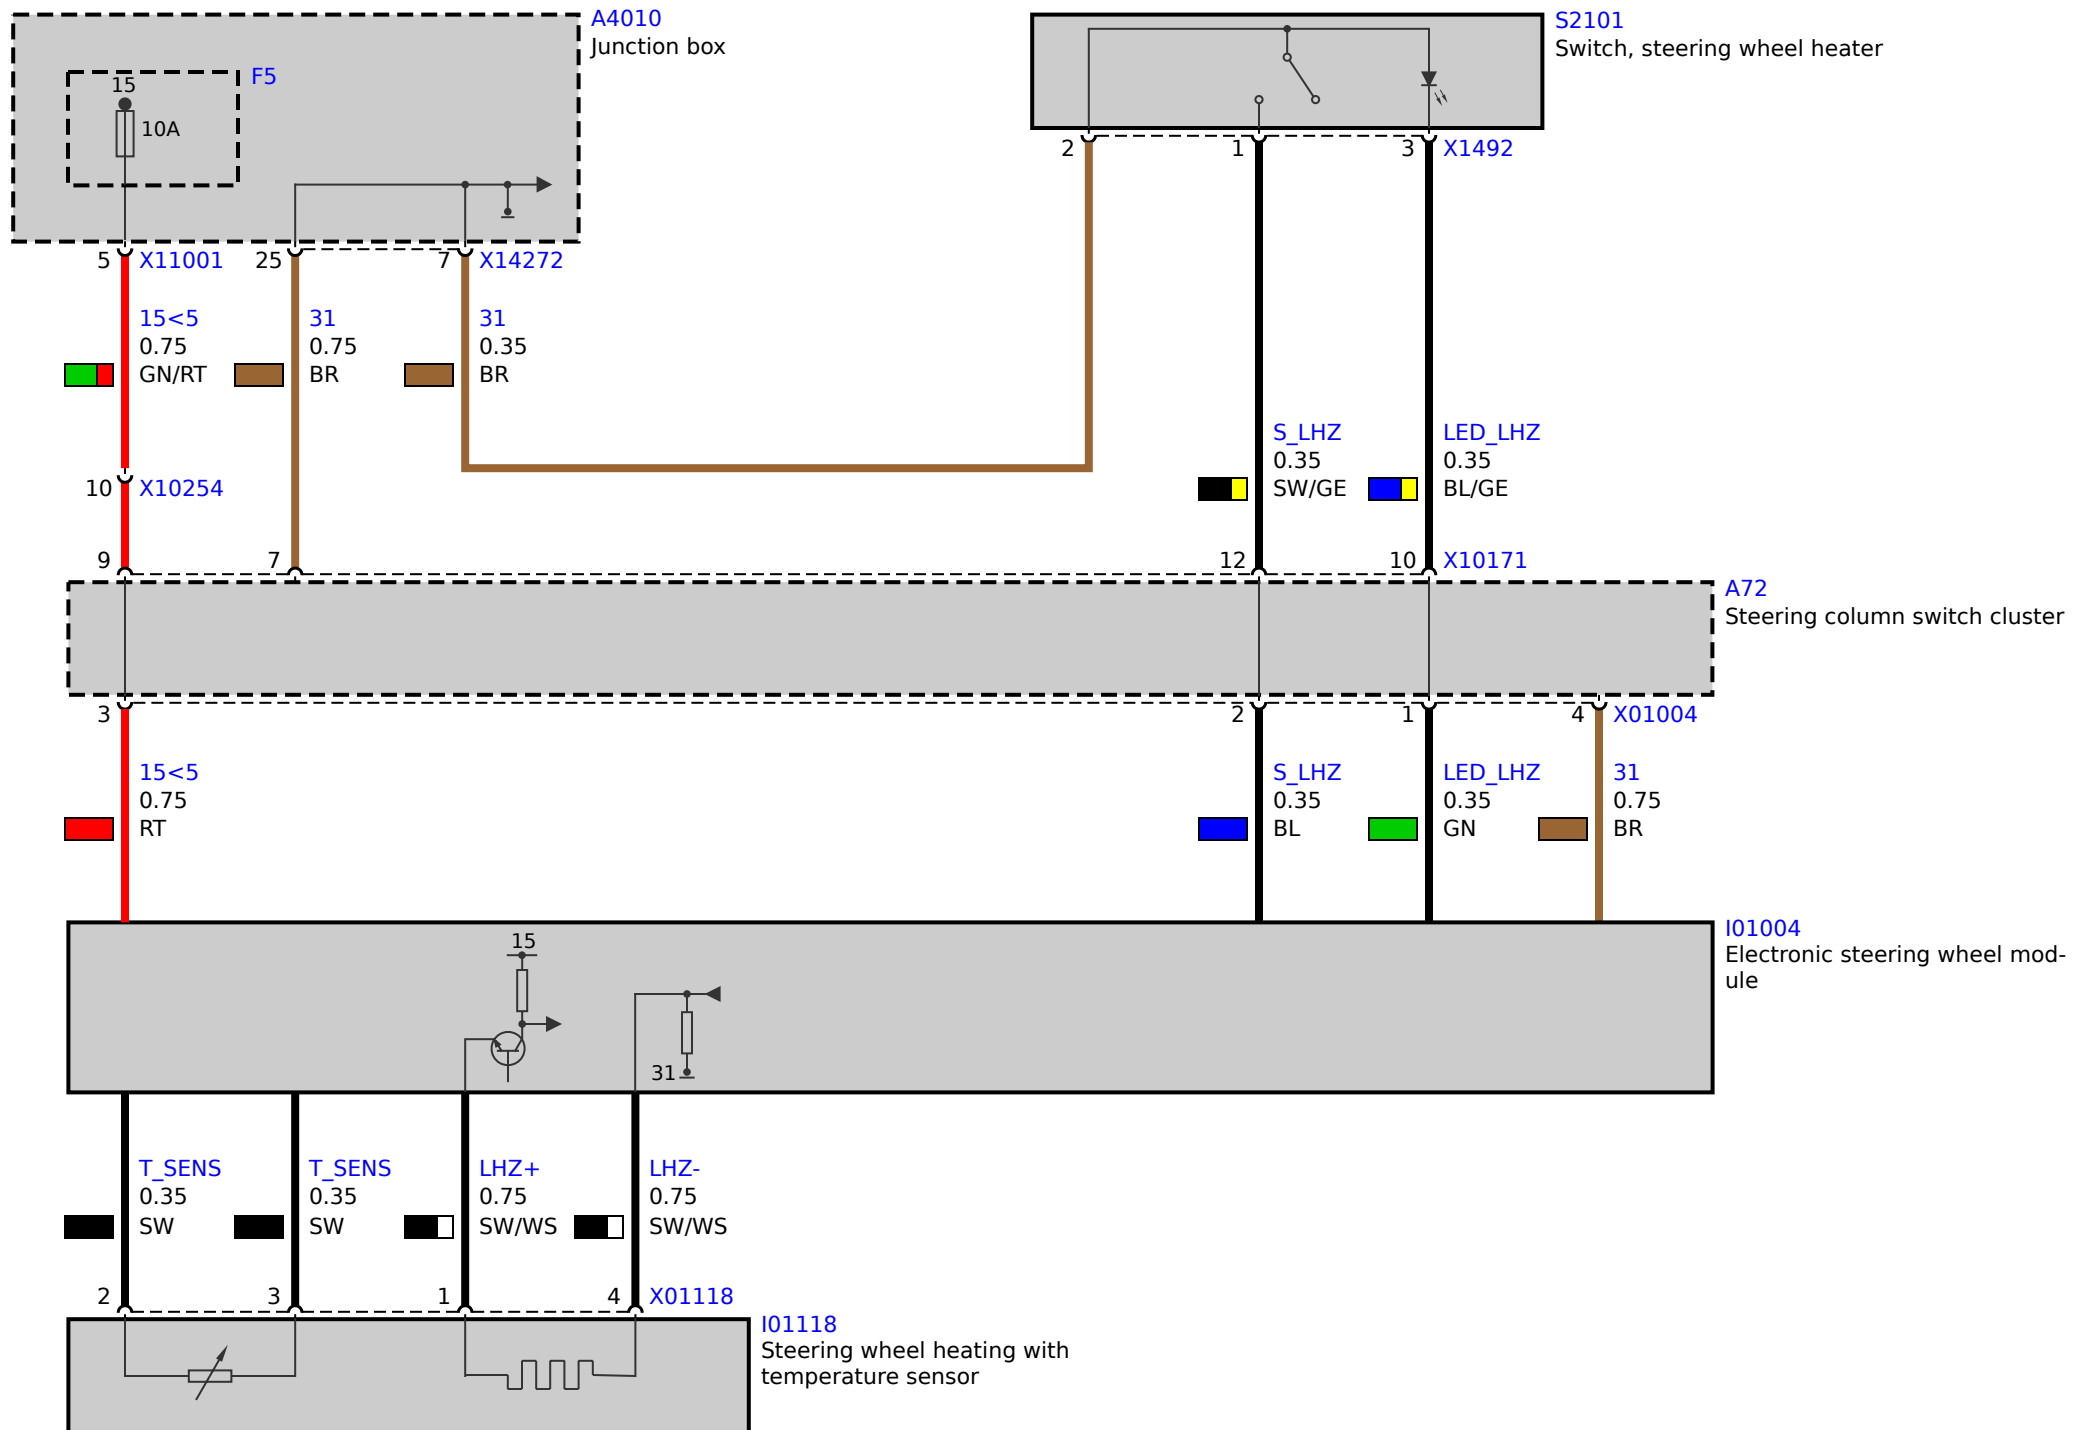 A4010
Junction box
F5
15
10A
S2101
Switch, steering wheel heater
2
1
3
X1492
5
X11001
25
7
X14272
15<5
0.75
GN/RT
31
0.75
BR
31
0.35
BR
S_LHZ
0.35
SW/GE
LED_LHZ
0.35
BL/GE
10
X10254
9
7
12
10
X10171
A72
Steering column switch cluster
3
2
1
4
X01004
15<5
0.75
RT
S_LHZ
0.35
BL
LED_LHZ
0.35
GN
31
0.75
BR
I01004
Electronic steering wheel mod-
ule
15
31
T_SENS
0.35
SW
T_SENS
0.35
SW
LHZ+
0.75
SW/WS
LHZ-
0.75
SW/WS
2
3
1
4
X01118
I01118
Steering wheel heating with
temperature sensor